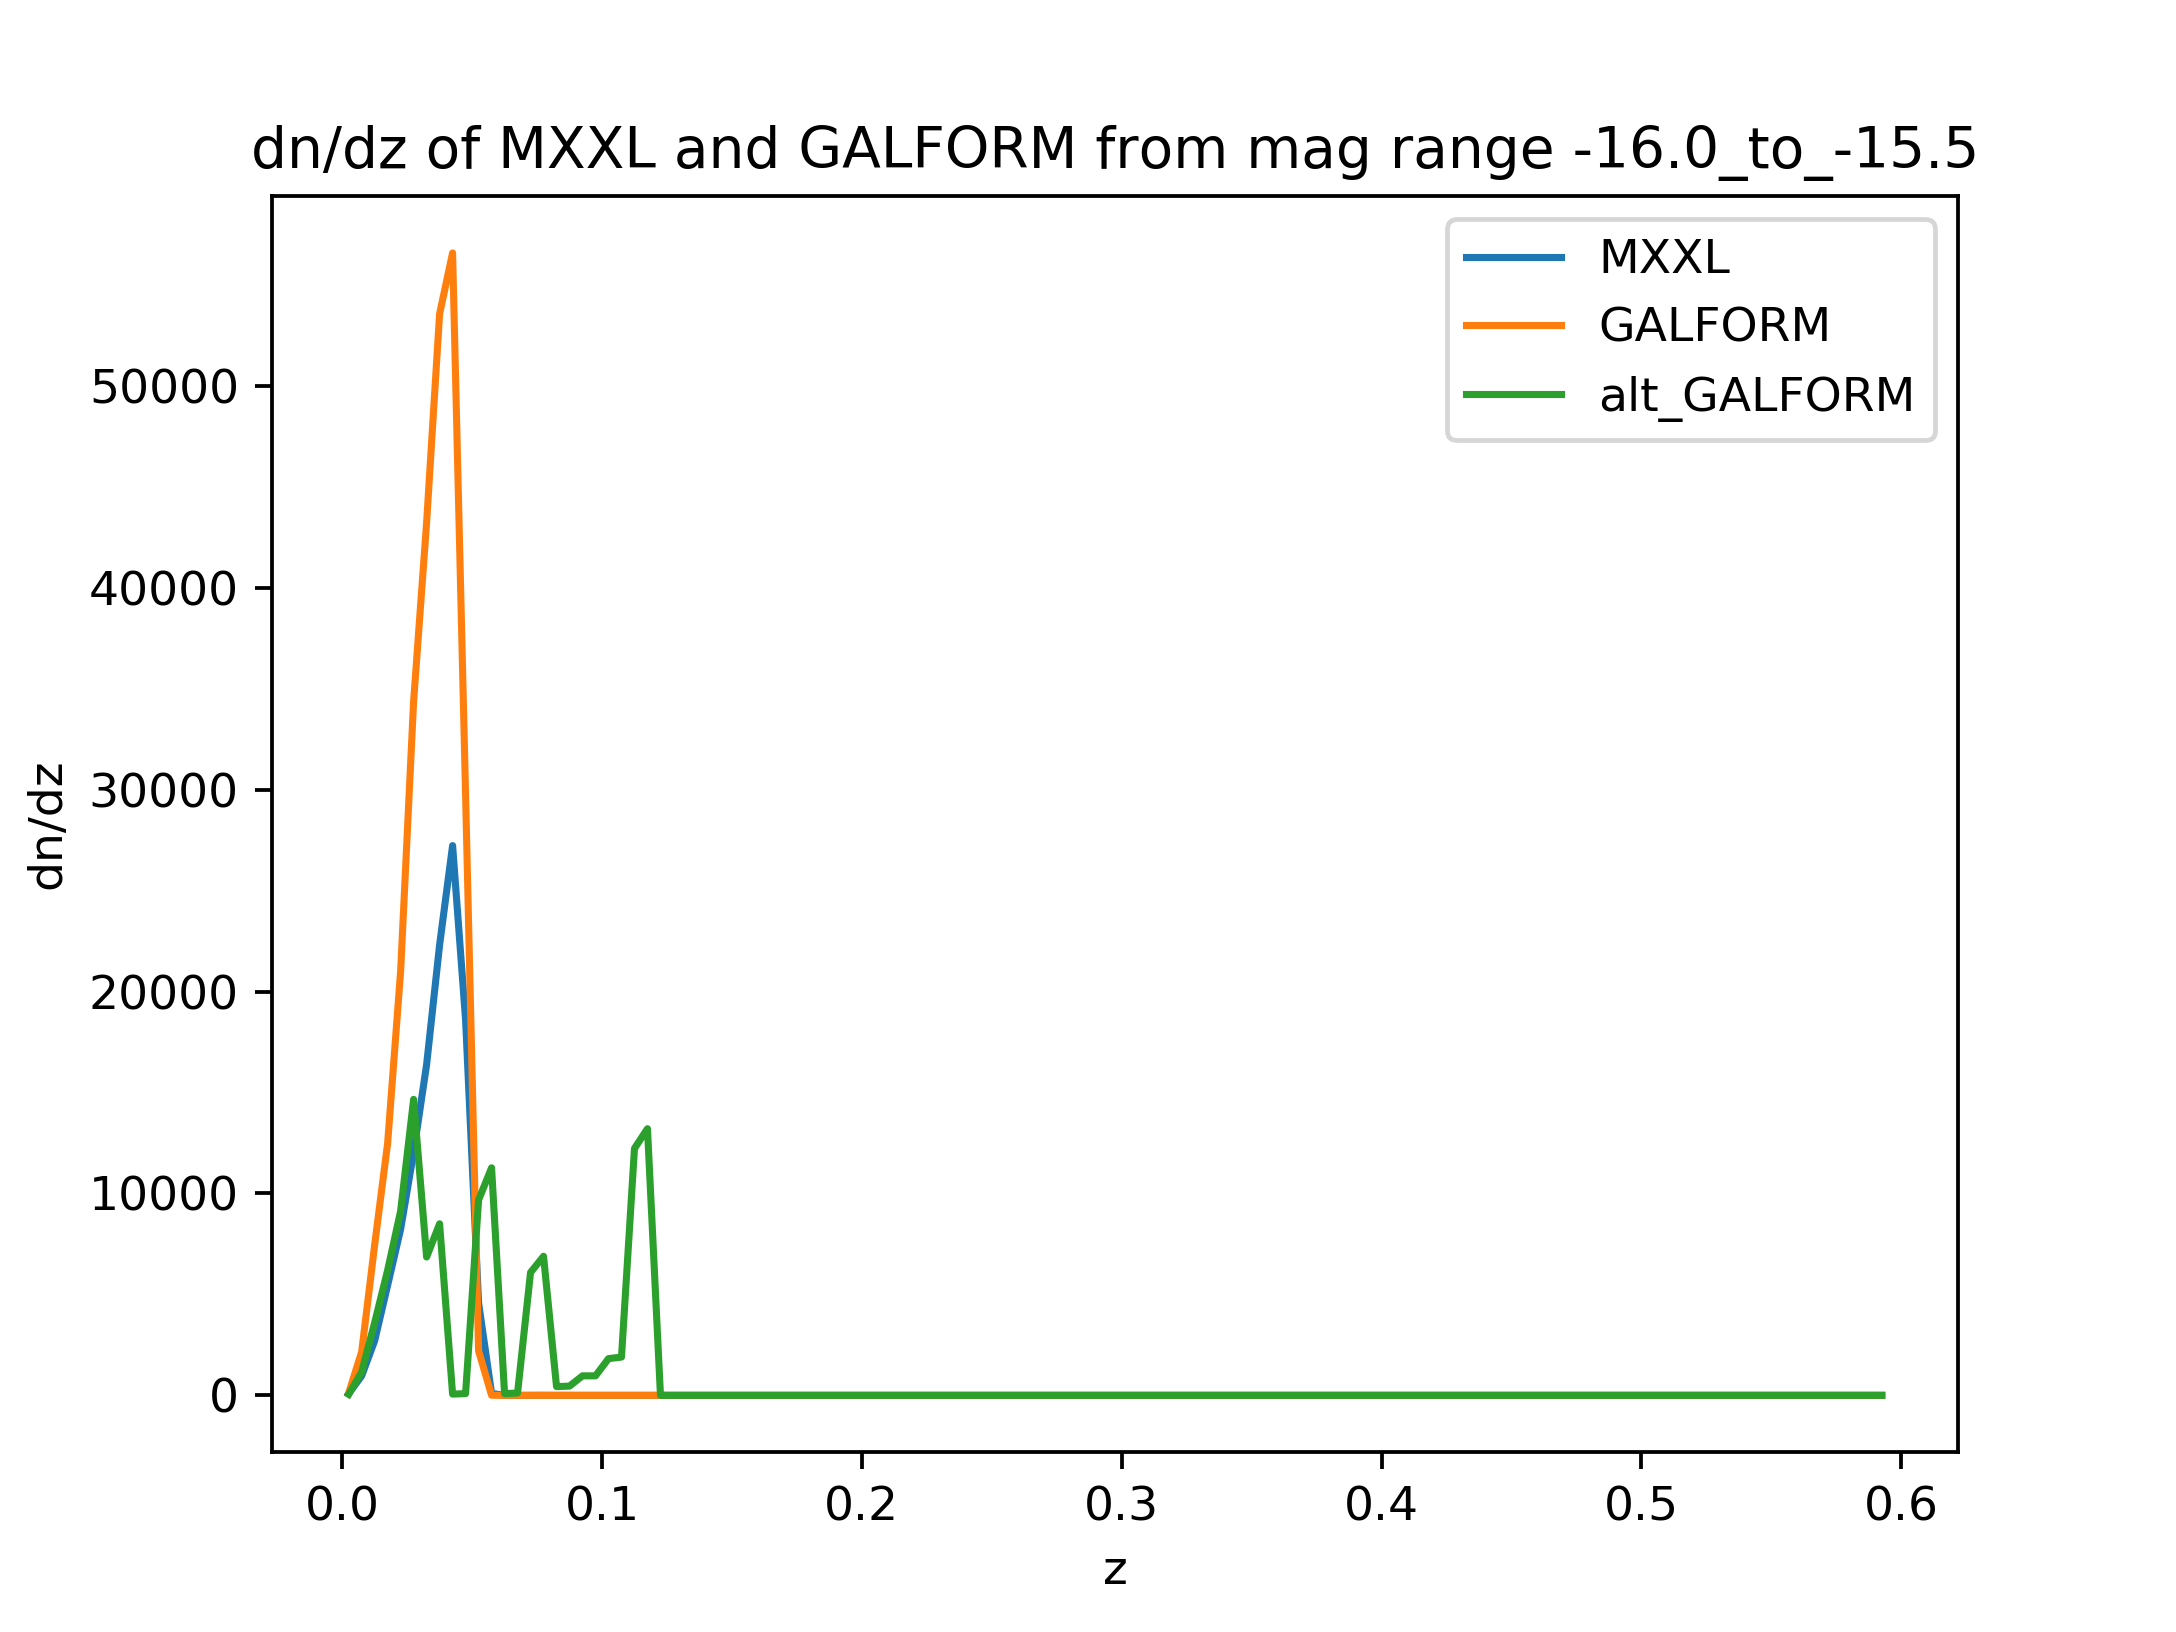 dn/dz of MXXL and GALFORM from mag range -16.0_to_-15.5
MXXL
GALFORM
alt_GALFORM
50000
40000
30000
20000
10000
0
dn/dz
0.0 0.1 0.2 0.3 0.4 0.5 0.6
z